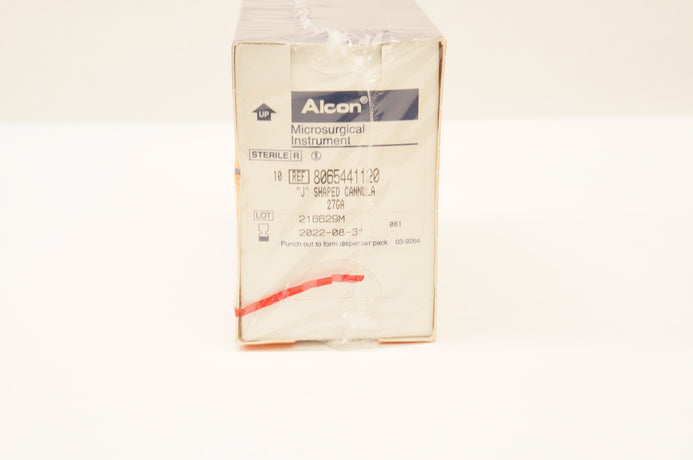 UP
Alcon®
Microsurgical
Instrument
STERILE R
10 REF 8065441120
"J" SHAPED CANNULA
27GA
LOT 216629M
061
2022-08-3
Punch out to form dispenser pack. 03-9264